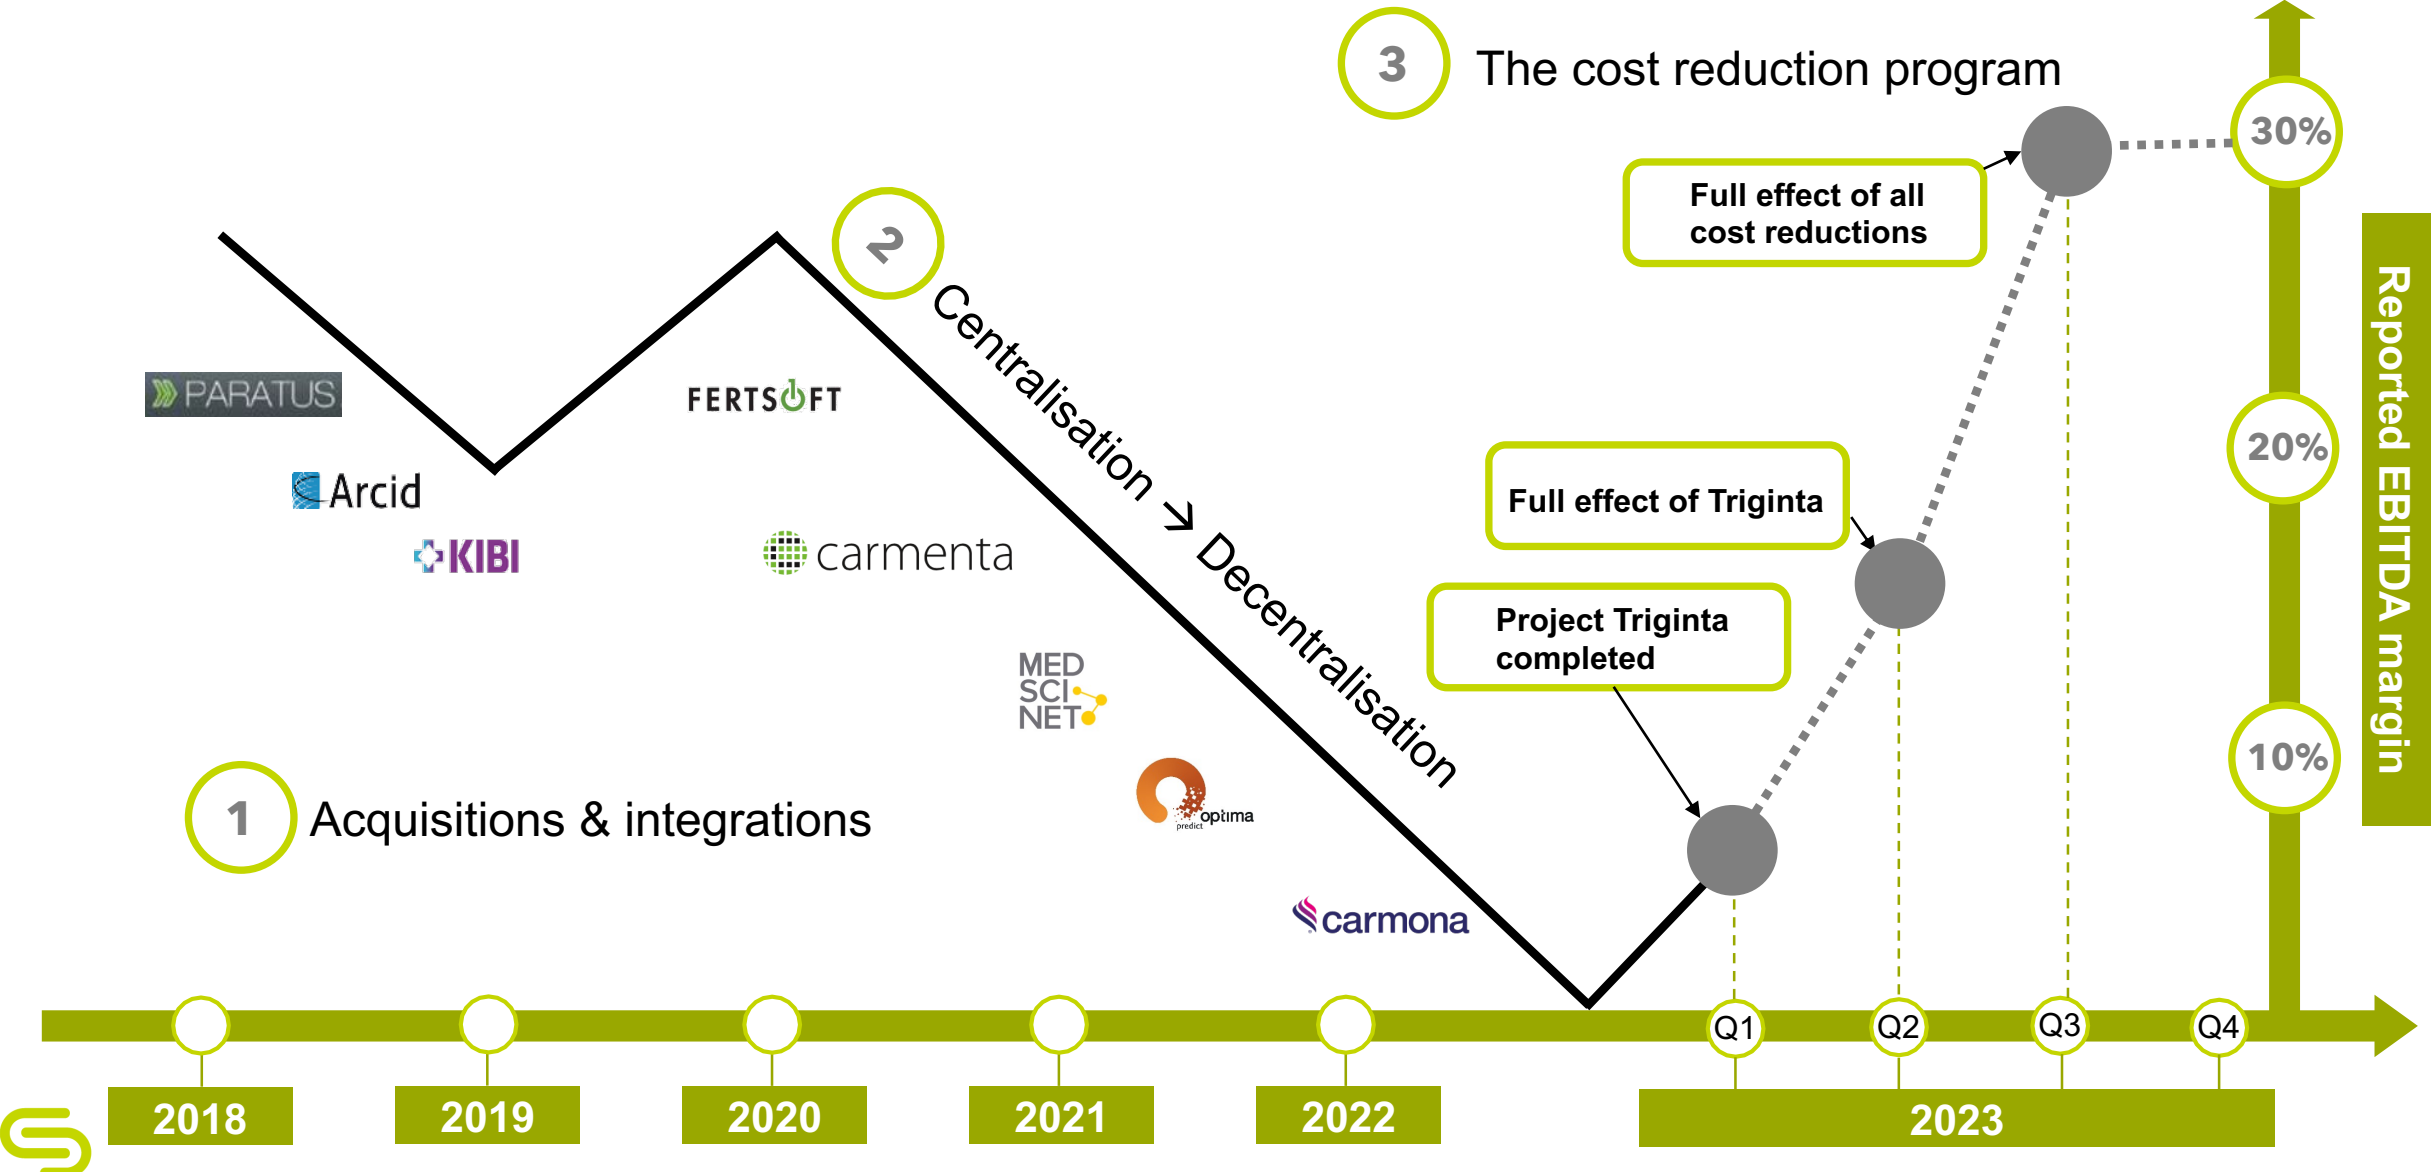 3
The cost reduction program
30%
Full effect of all
cost reductions
2
Centralisation → Decentralisation
PARATUS
FERTSOFT
Arcid
KIBI
carmenta
20%
Full effect of Triginta
Reported EBITDA margin
Project Triginta
completed
MED
SCI
NET
10%
1
Acquisitions & integrations
optima
predict
carmona
Q1
Q2
Q3
Q4
2018
2019
2020
2021
2022
2023